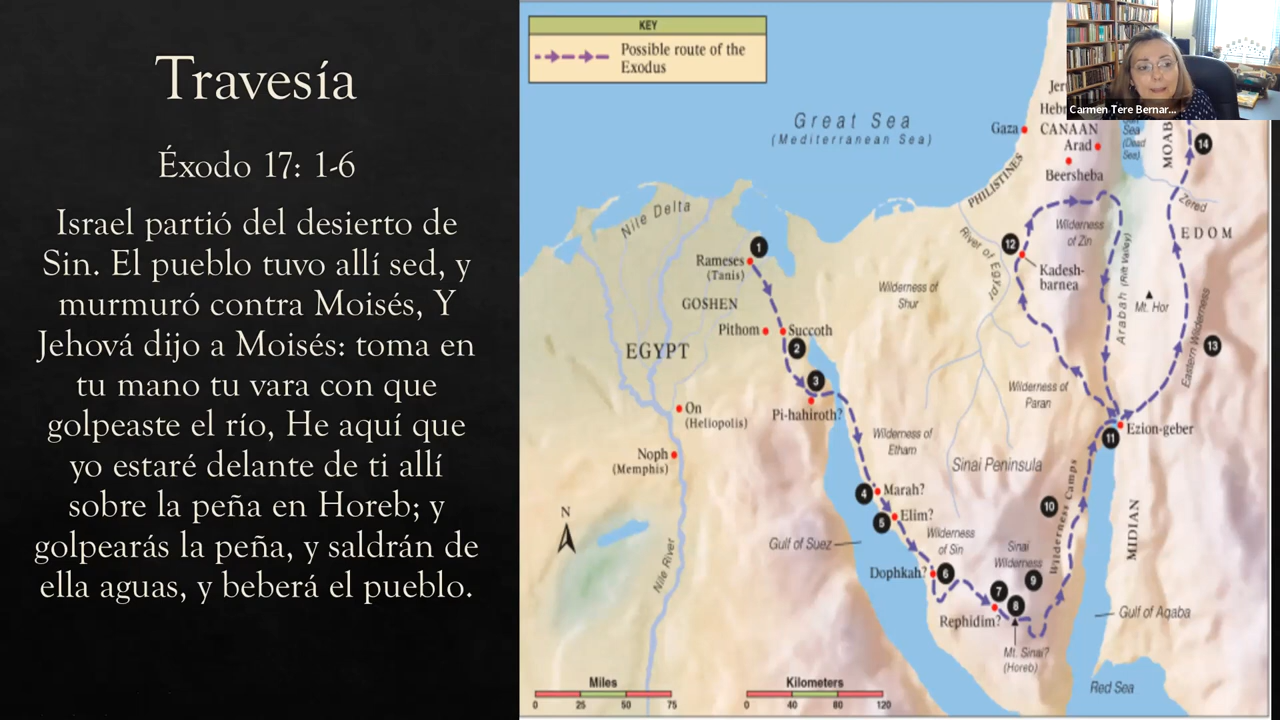 Travesía
Éxodo 17: 1-6
Israel partió del desierto de
Sin. El pueblo tuvo allí sed, y
murmuró contra Moisés, Y
Jehová dijo a Moisés: toma en
tu mano tu vara con que
golpeaste el río, He aquí que
yo estaré delante de ti allí
sobre la peña en Horeb; y
golpearás la peña, y saldrán de
ella aguas, y beberá el pueblo.
KEY
Possible route of the
Exodus
Carmen Tere Bernar...
Great Sea
(Mediterranean Sea)
Gaza
CANAAN
Arad
Beersheba
Sea
(Dead
Sea)
MOAB
14
PHILISTINES
Zered
EDOM
Nile Delta
1
Rameses
(Tanis)
GOSHEN
Pithom
Succoth
2
EGYPT
3
Pi-hahiroth?
On
(Heliopolis)
Noph
(Memphis)
Wilderness of
Shur
River of Egypt
12
Wilderness
of Zin
Kadesh-
barnea
Arabah (Rift Valley)
Mt. Hor
Eastern Wilderness
13
Wilderness of
Paran
Ezion-geber
11
Wilderness of
Etham
Sinai Peninsula
4
Marah?
5
Elim?
Wilderness
of Sin
Gulf of Suez
Dophkah?
6
Sinai
Wilderness
10
Wilderness Camps
9
7
8
Rephidim?
Mt. Sinai?
(Horeb)
MIDIAN
Gulf of Aqaba
Red Sea
N
Nile River
Miles
0 25 50 75
Kilometers
0 40 80 120